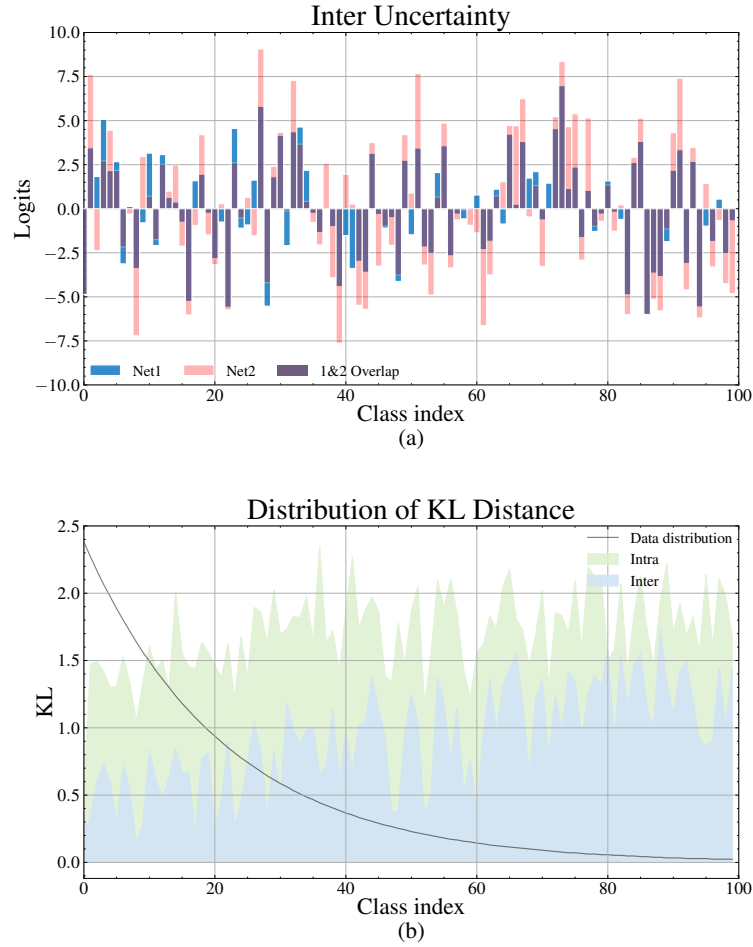 Inter Uncertainty
10.0
7.5
5.0
2.5
0.0
−2.5
−5.0
−7.5
−10.0
Logits
Net1 Net2 1&2 Overlap
0 20 40 60 80 100
Class index
(a)
Distribution of KL Distance
2.5
2.0
1.5
1.0
0.5
0.0
KL
Data distribution
Intra
Inter
0 20 40 60 80 100
Class index
(b)